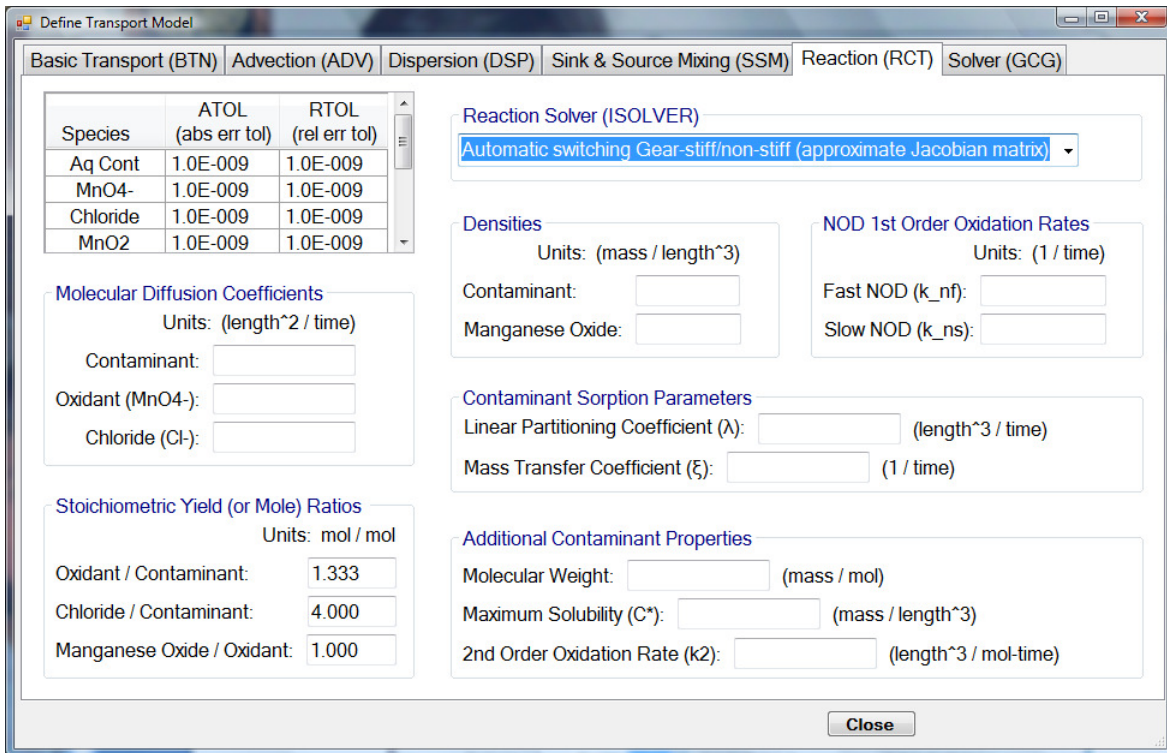 Define Transport Model
Basic Transport (BTN) Advection (ADV) Dispersion (DSP) Sink & Source Mixing (SSM) Reaction (RCT) Solver (GCG)
Species ATOL (abs err tol) RTOL (rel err tol)
Aq Cont 1.0E-009 1.0E-009
MnO4- 1.0E-009 1.0E-009
Chloride 1.0E-009 1.0E-009
MnO2 1.0E-009 1.0E-009
Molecular Diffusion Coefficients
Units: (length^2 / time)
Contaminant:
Oxidant (MnO4-):
Chloride (Cl-):
Stoichiometric Yield (or Mole) Ratios
Units: mol / mol
Oxidant / Contaminant: 1.333
Chloride / Contaminant: 4.000
Manganese Oxide / Oxidant: 1.000
Reaction Solver (ISOLVER)
Automatic switching Gear-stiff/non-stiff (approximate Jacobian matrix)
Densities
Units: (mass / length^3)
Contaminant:
Manganese Oxide:
NOD 1st Order Oxidation Rates
Units: (1 / time)
Fast NOD (k_nf):
Slow NOD (k_ns):
Contaminant Sorption Parameters
Linear Partitioning Coefficient (λ): (length^3 / time)
Mass Transfer Coefficient (ξ): (1 / time)
Additional Contaminant Properties
Molecular Weight: (mass / mol)
Maximum Solubility (C*): (mass / length^3)
2nd Order Oxidation Rate (k2): (length^3 / mol-time)
Close